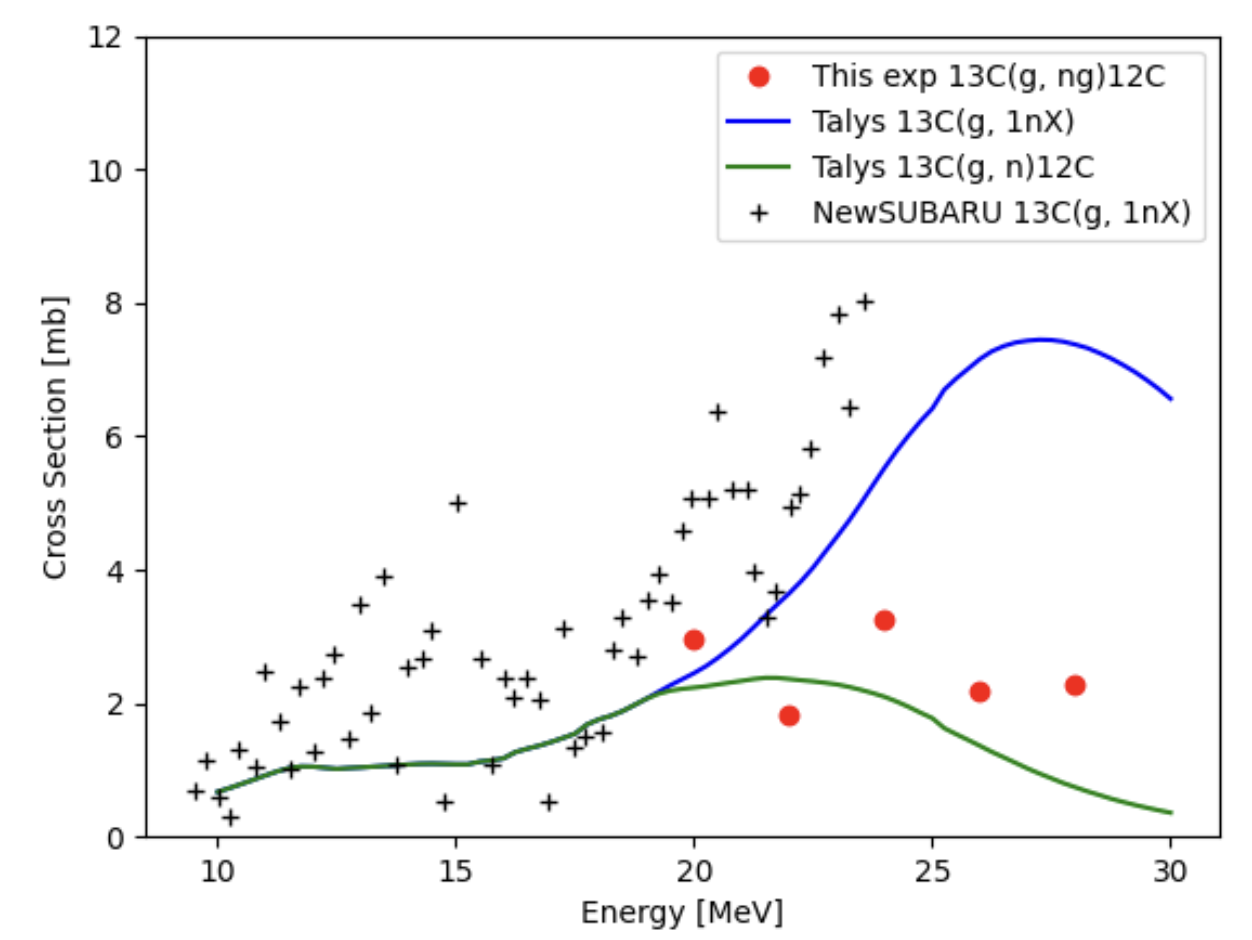 12
10
8
6
4
2
0
Cross Section [mb]
This exp 13C(g, ng)12C
Talys 13C(g, 1nX)
Talys 13C(g, n)12C
NewSUBARU 13C(g, 1nX)
10 15 20 25 30
Energy [MeV]